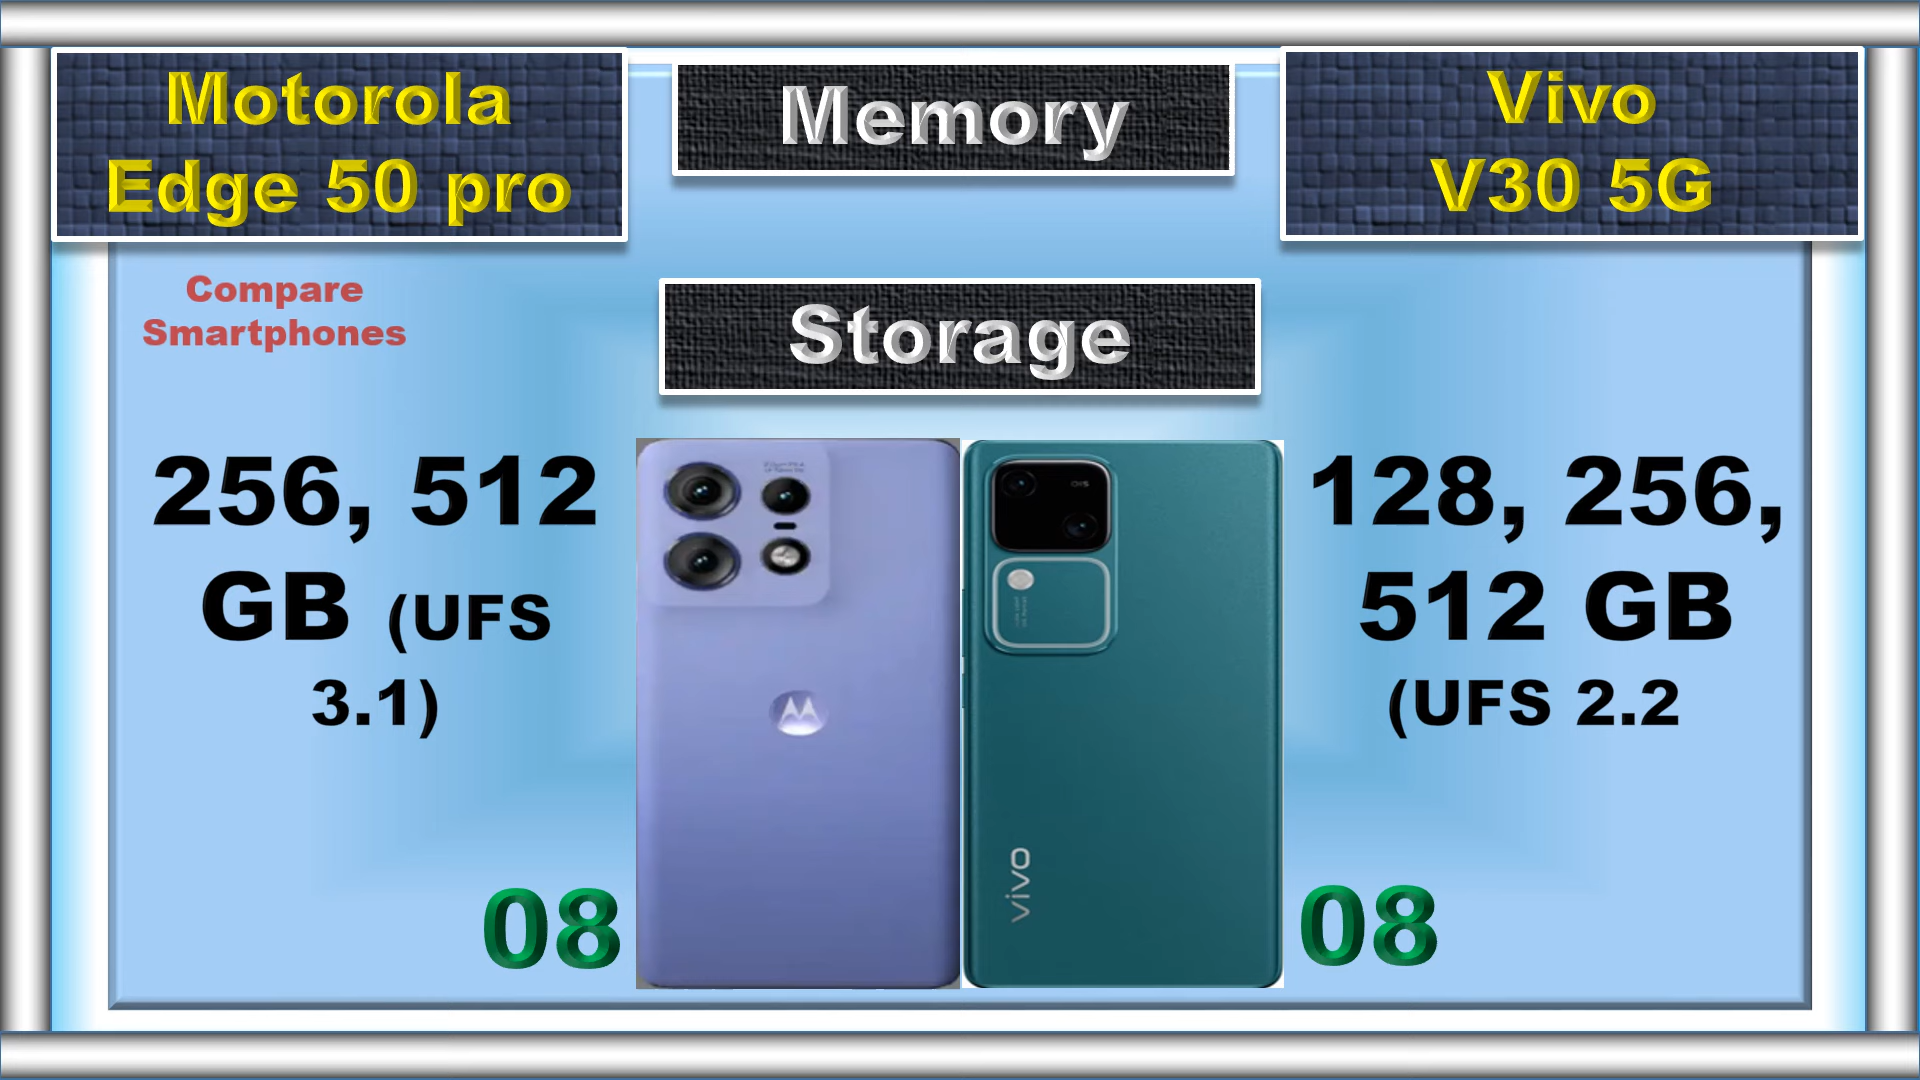 Motorola
Edge 50 pro
Memory
Vivo
V30 5G
Compare
Smartphones
Storage
256, 512
GB (UFS
3.1)
128, 256,
512 GB
(UFS 2.2
OIS
vivo
08
08